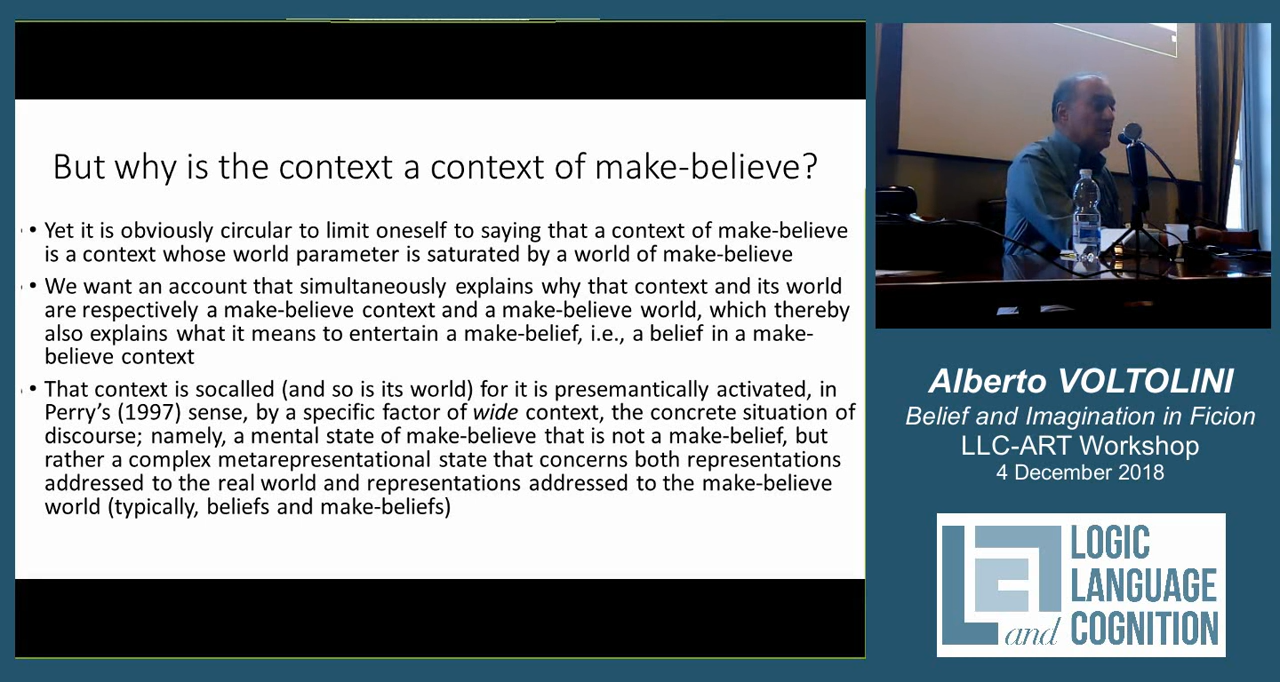 But why is the context a context of make-believe?
• Yet it is obviously circular to limit oneself to saying that a context of make-believe
is a context whose world parameter is saturated by a world of make-believe
• We want an account that simultaneously explains why that context and its world
are respectively a make-believe context and a make-believe world, which thereby
also explains what it means to entertain a make-belief, i.e., a belief in a make-
believe context
• That context is socalled (and so is its world) for it is presemantically activated, in
Perry’s (1997) sense, by a specific factor of wide context, the concrete situation of
discourse; namely, a mental state of make-believe that is not a make-belief, but
rather a complex metarepresentational state that concerns both representations
addressed to the real world and representations addressed to the make-believe
world (typically, beliefs and make-beliefs)
Alberto VOLTOLINI
Belief and Imagination in Ficion
LLC-ART Workshop
4 December 2018
LOGIC
LANGUAGE
and COGNITION